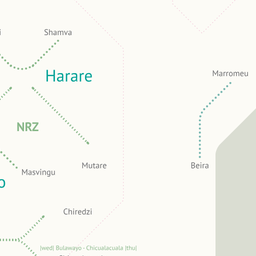 Shamva
Harare
Marromeu
NRZ
Mutare
Beira
Masvingu
Chiredzi
(wed) Bulawayo - Chicualacuala (thu)